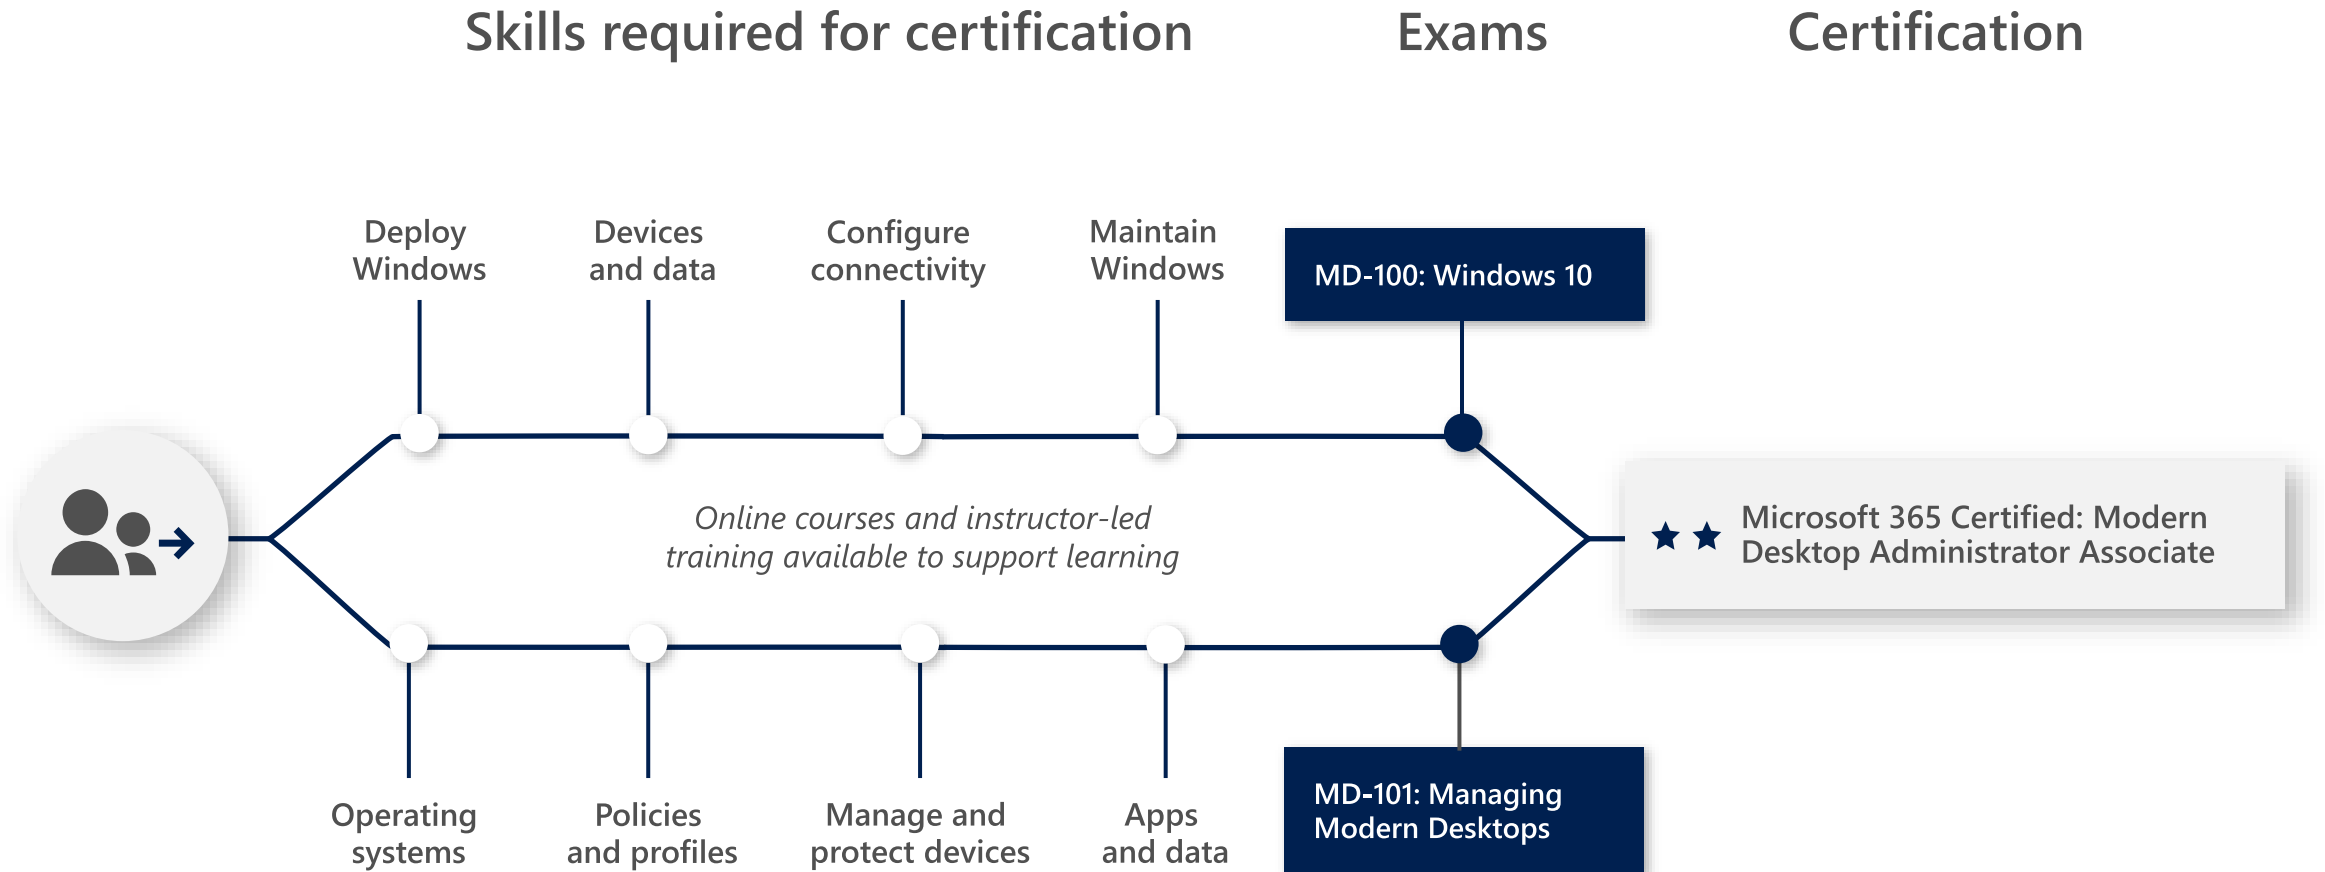 Skills required for certification
Exams
Certification
Deploy
Windows
Devices
and data
Configure
connectivity
Maintain
Windows
MD-100: Windows 10
Online courses and instructor-led
training available to support learning
Microsoft 365 Certified: Modern
Desktop Administrator Associate
Operating
systems
Policies
and profiles
Manage and
protect devices
Apps
and data
MD-101: Managing
Modern Desktops